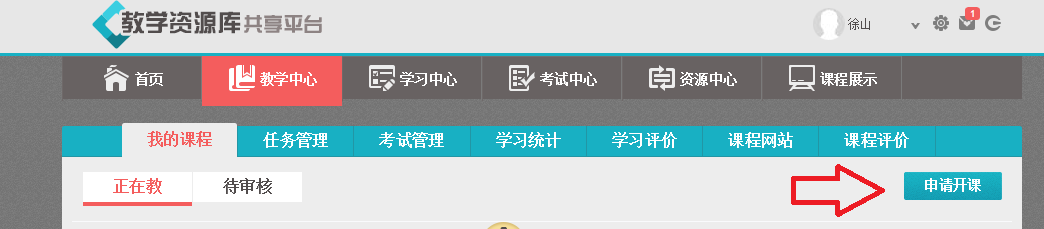 教学资源库共享平台
徐山
1
首页 教学中心 学习中心 考试中心 资源中心 课程展示
我的课程 任务管理 考试管理 学习统计 学习评价 课程网站 课程评价
正在教 待审核 申请开课